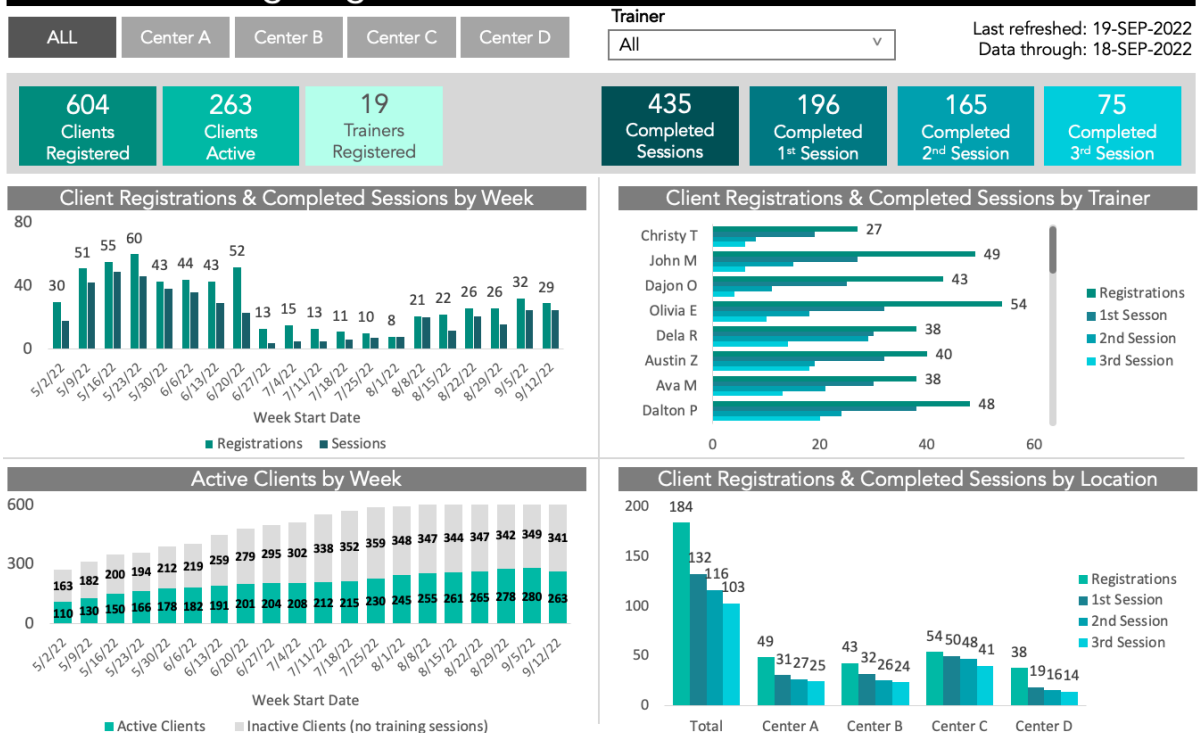 ALL Center A Center B Center C Center D
Trainer
All v
Last refreshed: 19-SEP-2022
Data through: 18-SEP-2022
604
Clients
Registered
263
Clients
Active
19
Trainers
Registered
435
Completed
Sessions
196
Completed
1st Session
165
Completed
2nd Session
75
Completed
3rd Session
Client Registrations & Completed Sessions by Week
80
40
0
30 51 55 60 43 44 43 52 13 15 13 11 10 8 21 22 26 26 32 29
5/2/22 5/9/22 5/16/22 5/23/22 5/30/22 6/6/22 6/13/22 6/20/22 6/27/22 7/4/22 7/11/22 7/18/22 7/25/22 8/1/22 8/8/22 8/15/22 8/22/22 8/29/22 9/5/22 9/12/22
Week Start Date
Registrations Sessions
Client Registrations & Completed Sessions by Trainer
Christy T 27
John M 49
Dajon O 43
Olivia E 54
Dela R 38
Austin Z 40
Ava M 38
Dalton P 48
0 20 40 60
Registrations
1st Sesson
2nd Session
3rd Session
Active Clients by Week
600
300
0
163 182 200 194 212 219 259 279 295 302 338 352 359 348 347 344 347 342 349 341
110 130 150 166 178 182 191 201 204 208 212 215 230 245 255 261 265 278 280 263
5/2/22 5/9/22 5/16/22 5/23/22 5/30/22 6/6/22 6/13/22 6/20/22 6/27/22 7/4/22 7/11/22 7/18/22 7/25/22 8/1/22 8/8/22 8/15/22 8/22/22 8/29/22 9/5/22 9/12/22
Week Start Date
Active Clients Inactive Clients (no training sessions)
Client Registrations & Completed Sessions by Location
200
150
100
50
0
184 132 116 103
49 31 27 25
43 32 26 24
54 50 48 41
38 19 16 14
Total Center A Center B Center C Center D
Registrations
1st Session
2nd Session
3rd Session